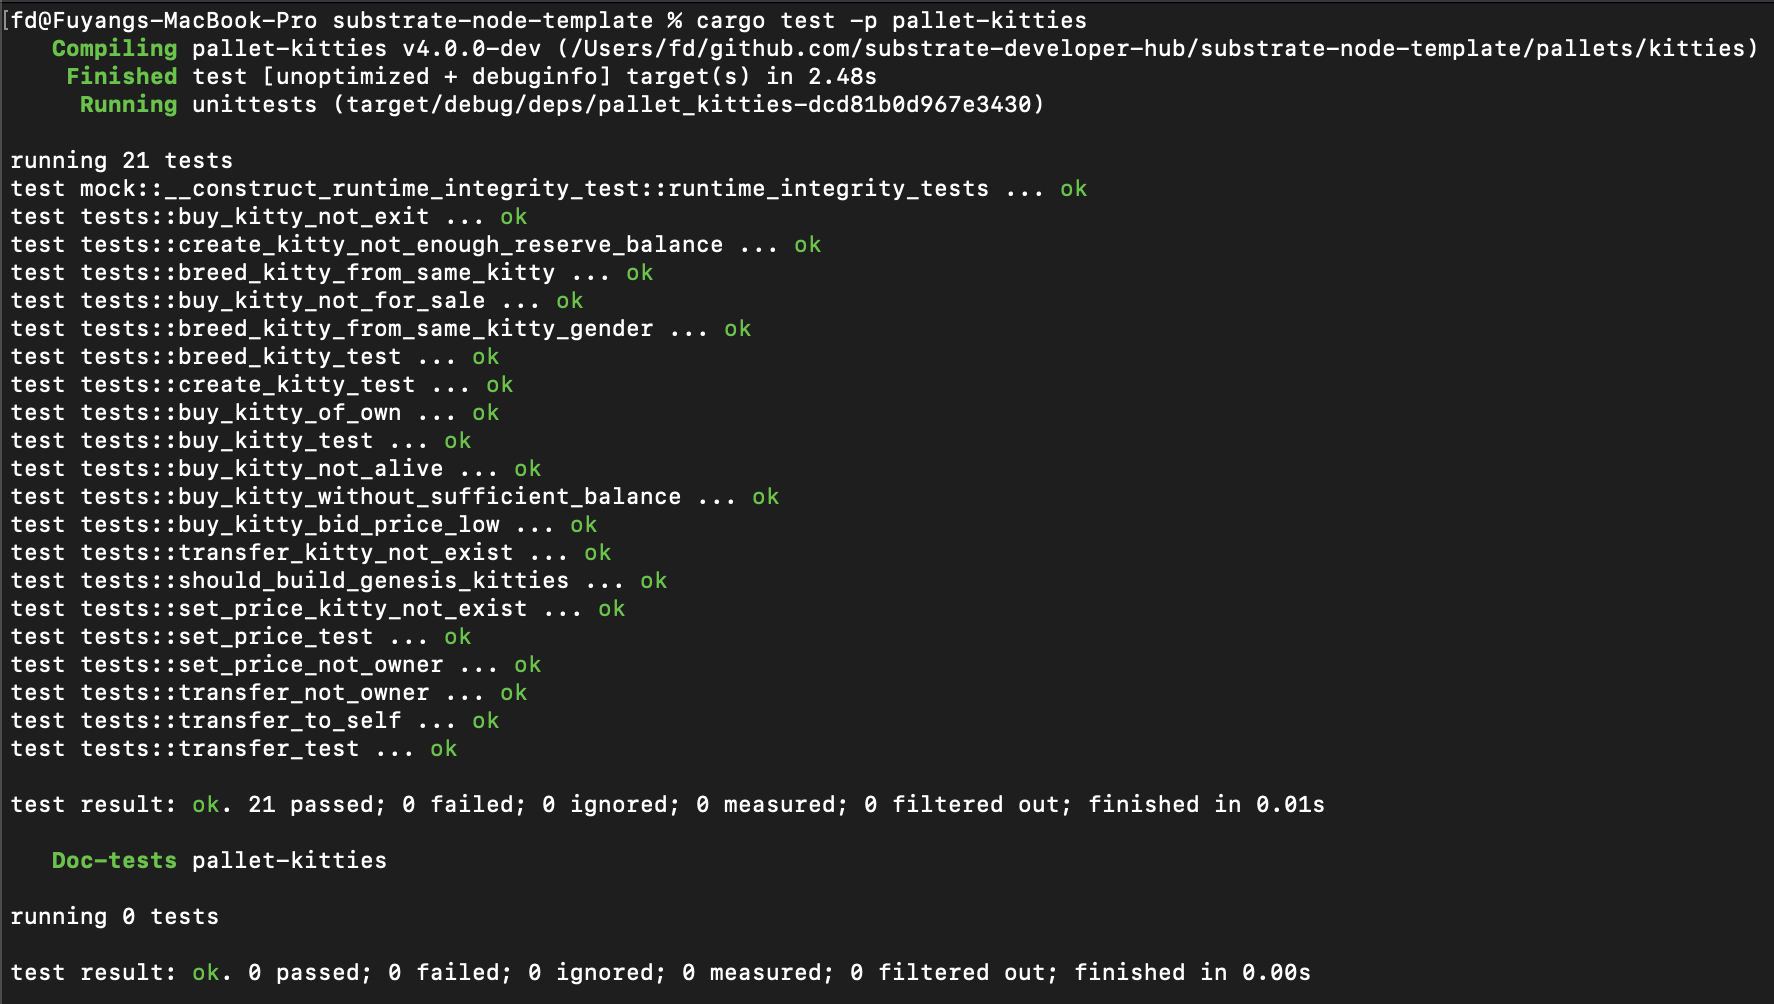 [fd@Fuyangs-MacBook-Pro substrate-node-template % cargo test -p pallet-kitties
Compiling pallet-kitties v4.0.0-dev (/Users/fd/github.com/substrate-developer-hub/substrate-node-template/pallets/kitties)
Finished test [unoptimized + debuginfo] target(s) in 2.48s
Running unittests (target/debug/deps/pallet_kitties-dcd81b0d967e3430)
running 21 tests
test mock::__construct_runtime_integrity_test::runtime_integrity_tests ... ok
test tests::buy_kitty_not_exit ... ok
test tests::create_kitty_not_enough_reserve_balance ... ok
test tests::breed_kitty_from_same_kitty ... ok
test tests::buy_kitty_not_for_sale ... ok
test tests::breed_kitty_from_same_kitty_gender ... ok
test tests::breed_kitty_test ... ok
test tests::create_kitty_test ... ok
test tests::buy_kitty_of_own ... ok
test tests::buy_kitty_test ... ok
test tests::buy_kitty_not_alive ... ok
test tests::buy_kitty_without_sufficient_balance ... ok
test tests::buy_kitty_bid_price_low ... ok
test tests::transfer_kitty_not_exist ... ok
test tests::should_build_genesis_kitties ... ok
test tests::set_price_kitty_not_exist ... ok
test tests::set_price_test ... ok
test tests::set_price_not_owner ... ok
test tests::transfer_not_owner ... ok
test tests::transfer_to_self ... ok
test tests::transfer_test ... ok
test result: ok. 21 passed; 0 failed; 0 ignored; 0 measured; 0 filtered out; finished in 0.01s
Doc-tests pallet-kitties
running 0 tests
test result: ok. 0 passed; 0 failed; 0 ignored; 0 measured; 0 filtered out; finished in 0.00s